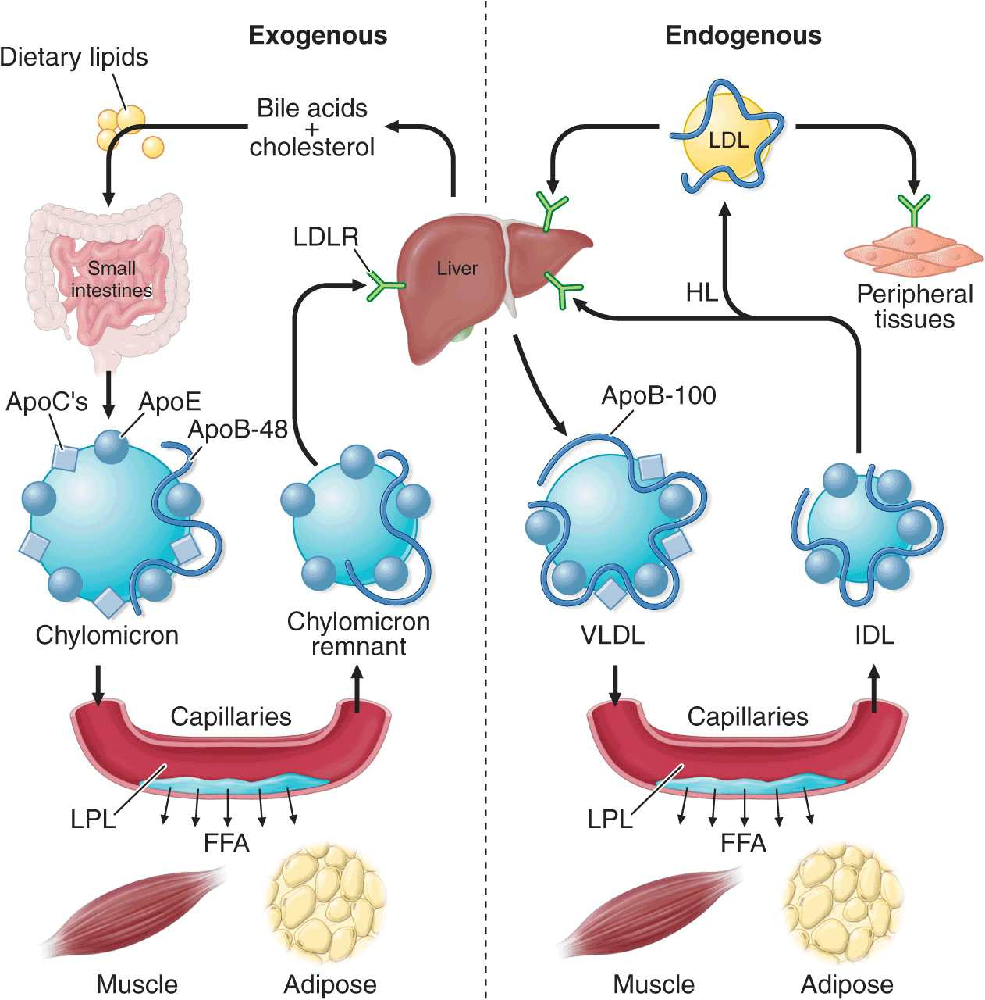 Exogenous
Endogenous
Dietary lipids
Bile acids
+
cholesterol
LDL
LDLR
Small
intestines
Liver
HL
Peripheral
tissues
ApoC's
ApoE
ApoB-48
ApoB-100
Chylomicron
Chylomicron
remnant
VLDL
IDL
Capillaries
Capillaries
LPL
FFA
LPL
FFA
Muscle
Adipose
Muscle
Adipose